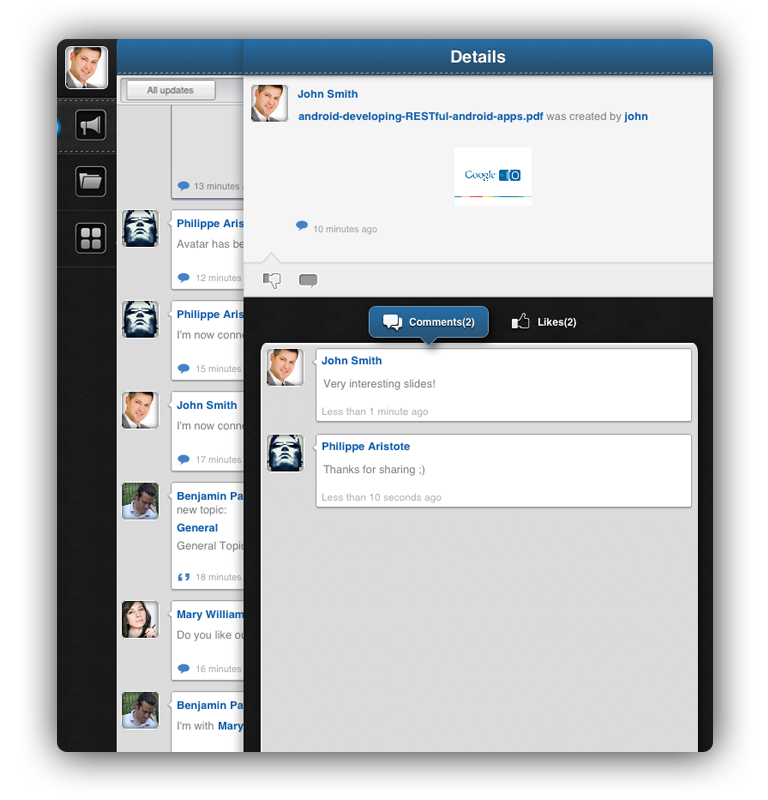 Details
All updates
John Smith
android-developing-RESTful-android-apps.pdf was created by john
Google IO
10 minutes ago
13 minutes
Philippe Aris
Avatar has be
12 minutes
Philippe Aris
I'm now conn
15 minutes
John Smith
I'm now conn
17 minutes
Benjamin Pa
new topic:
General
General Topic
18 minutes
Mary William
Do you like ou
16 minutes
Benjamin Pa
I'm with Mary
Comments(2)
Likes(2)
John Smith
Very interesting slides!
Less than 1 minute ago
Philippe Aristote
Thanks for sharing ;)
Less than 10 seconds ago